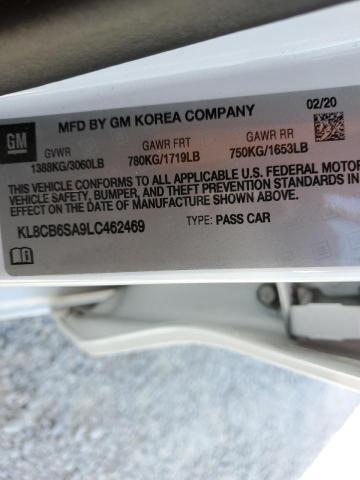 GM
MFD BY GM KOREA COMPANY
02/20
GVWR GAWR FRT GAWR RR
1388KG/3060LB 780KG/1719LB 750KG/1653LB
THIS VEHICLE CONFORMS TO ALL APPLICABLE U.S. FEDERAL MOTOR
VEHICLE SAFETY, BUMPER, AND THEFT PREVENTION STANDARDS IN
EFFECT ON THE DATE OF MANUFACTURE SHOWN ABOVE.
KL8CB6SA9LC462469
TYPE: PASS CAR